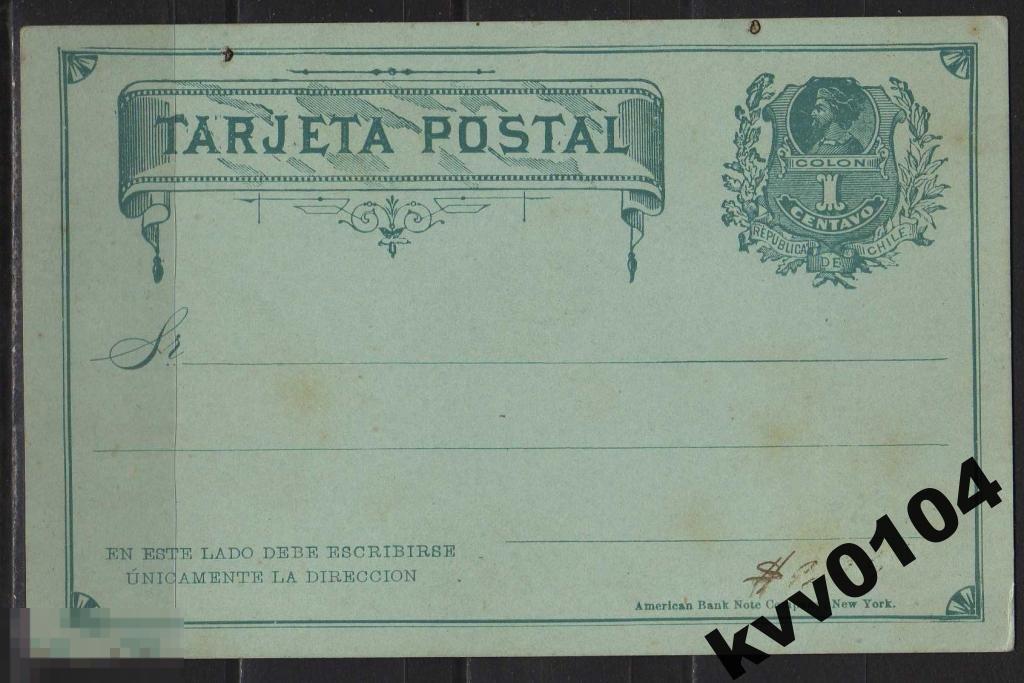 TARJETA POSTAL
COLON
1
CENTAVO
REPÚBLICA DE CHILE
Sr.
EN ESTE LADO DEBE ESCRIBIRSE
ÚNICAMENTE LA DIRECCION
American Bank Note New York.
kvv0104